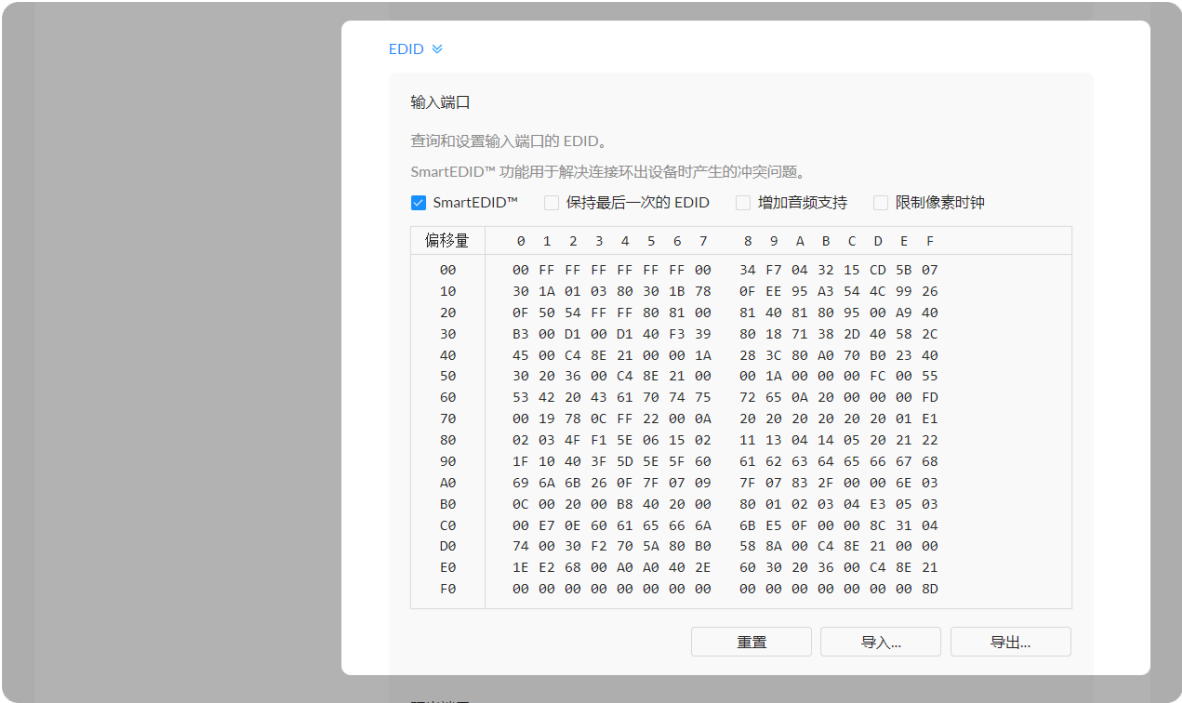 EDID
输入端口
查询和设置输入端口的 EDID。
SmartEDID™ 功能用于解决连接环出设备时产生的冲突问题。
SmartEDID™ 保持最后一次的 EDID 增加音频支持 限制像素时钟
偏移量 0 1 2 3 4 5 6 7 8 9 A B C D E F
00 00 FF FF FF FF FF FF 00 34 F7 04 32 15 CD 5B 07
10 30 1A 01 03 80 30 1B 78 0F EE 95 A3 54 4C 99 26
20 0F 50 54 FF FF 80 81 00 81 40 81 80 95 00 A9 40
30 B3 00 D1 00 D1 40 F3 39 80 18 71 38 2D 40 58 2C
40 45 00 C4 8E 21 00 00 1A 28 3C 80 A0 70 B0 23 40
50 30 20 36 00 C4 8E 21 00 00 1A 00 00 00 FC 00 55
60 53 42 20 43 61 70 74 75 72 65 0A 20 00 00 00 FD
70 00 19 78 0C FF 22 00 0A 20 20 20 20 20 20 01 E1
80 02 03 4F F1 5E 06 15 02 11 13 04 14 05 20 21 22
90 1F 10 40 3F 5D 5E 5F 60 61 62 63 64 65 66 67 68
A0 69 6A 6B 26 0F 7F 07 09 7F 07 83 2F 00 00 6E 03
B0 0C 00 20 00 B8 40 20 00 80 01 02 03 04 E3 05 03
C0 00 E7 0E 60 61 65 66 6A 6B E5 0F 00 00 8C 31 04
D0 74 00 30 F2 70 5A 80 B0 58 8A 00 C4 8E 21 00 00
E0 1E E2 68 00 A0 A0 40 2E 60 30 20 36 00 C4 8E 21
F0 00 00 00 00 00 00 00 00 00 00 00 00 00 00 00 8D
重置 导入... 导出...